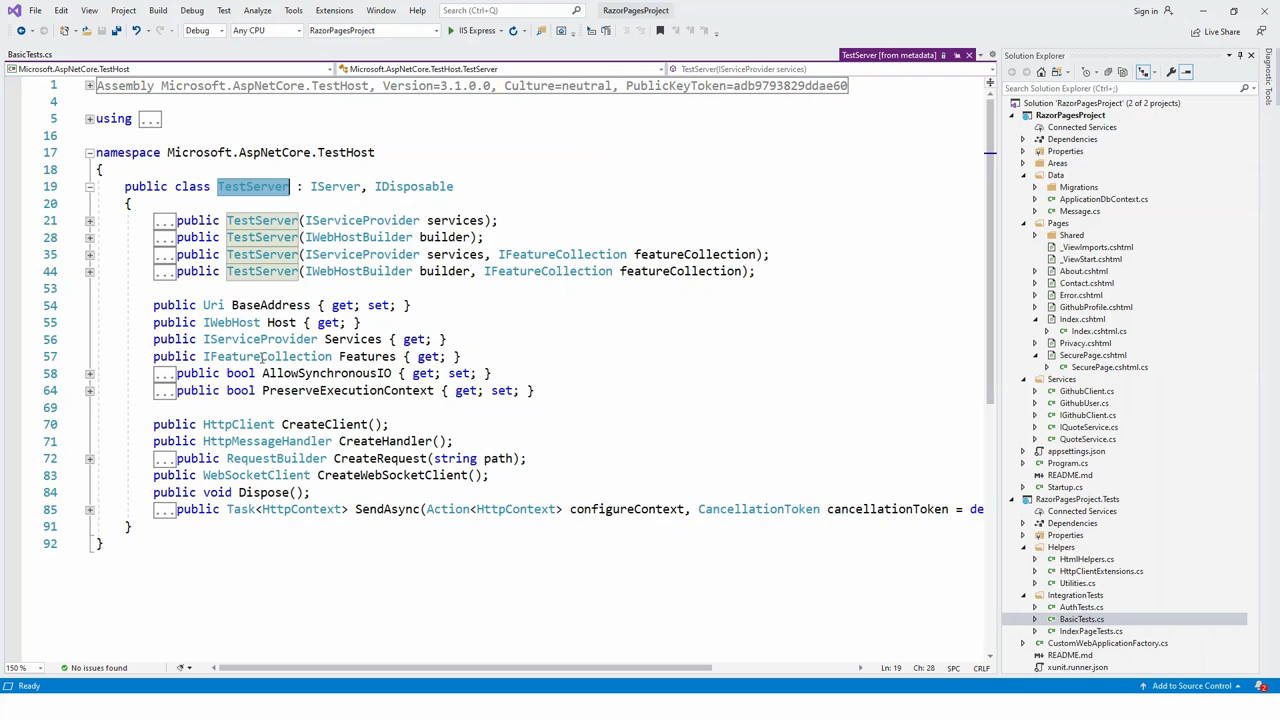 File Edit View Project Build Debug Test Analyze Tools Extensions Window Help Search (Ctrl+Q) RazorPagesProject Sign in
Debug Any CPU RazorPagesProject IIS Express Live Share
BasicTests.cs TestServer [from metadata]
Microsoft.AspNetCore.TestHost Microsoft.AspNetCore.TestHost.TestServer TestServer(IServiceProvider services)
1 Assembly Microsoft.AspNetCore.TestHost, Version=3.1.0.0, Culture=neutral, PublicKeyToken=adb9793829ddae60
4
5 using ...
16
17 namespace Microsoft.AspNetCore.TestHost
18 {
19 public class TestServer : IServer, IDisposable
20 {
21 ... public TestServer(IServiceProvider services);
28 ... public TestServer(IWebHostBuilder builder);
35 ... public TestServer(IServiceProvider services, IFeatureCollection featureCollection);
44 ... public TestServer(IWebHostBuilder builder, IFeatureCollection featureCollection);
53
54 public Uri BaseAddress { get; set; }
55 public IWebHost Host { get; }
56 public IServiceProvider Services { get; }
57 public IFeatureCollection Features { get; }
58 ... public bool AllowSynchronousIO { get; set; }
64 ... public bool PreserveExecutionContext { get; set; }
69
70 public HttpClient CreateClient();
71 public HttpMessageHandler CreateHandler();
72 ... public RequestBuilder CreateRequest(string path);
83 public WebSocketClient CreateWebSocketClient();
84 public void Dispose();
85 ... public Task<HttpContext> SendAsync(Action<HttpContext> configureContext, CancellationToken cancellationToken = de
91 }
92 }
150 % No issues found Ln: 19 Ch: 28 SPC CRLF
Ready Add to Source Control 2
Solution Explorer
Search Solution Explorer (Ctrl+;)
Solution 'RazorPagesProject' (2 of 2 projects)
RazorPagesProject
Connected Services
Dependencies
Properties
Areas
Data
Migrations
ApplicationDbContext.cs
Message.cs
Pages
Shared
_ViewImports.cshtml
_ViewStart.cshtml
About.cshtml
Contact.cshtml
Error.cshtml
GithubProfile.cshtml
Index.cshtml
Index.cshtml.cs
Privacy.cshtml
SecurePage.cshtml
SecurePage.cshtml.cs
Services
GithubClient.cs
GithubUser.cs
IGithubClient.cs
IQuoteService.cs
QuoteService.cs
appsettings.json
Program.cs
README.md
Startup.cs
RazorPagesProject.Tests
Connected Services
Dependencies
Properties
Helpers
HtmlHelpers.cs
HttpClientExtensions.cs
Utilities.cs
IntegrationTests
AuthTests.cs
BasicTests.cs
IndexPageTests.cs
CustomWebApplicationFactory.cs
README.md
xunit.runner.json
Diagnostic Tools